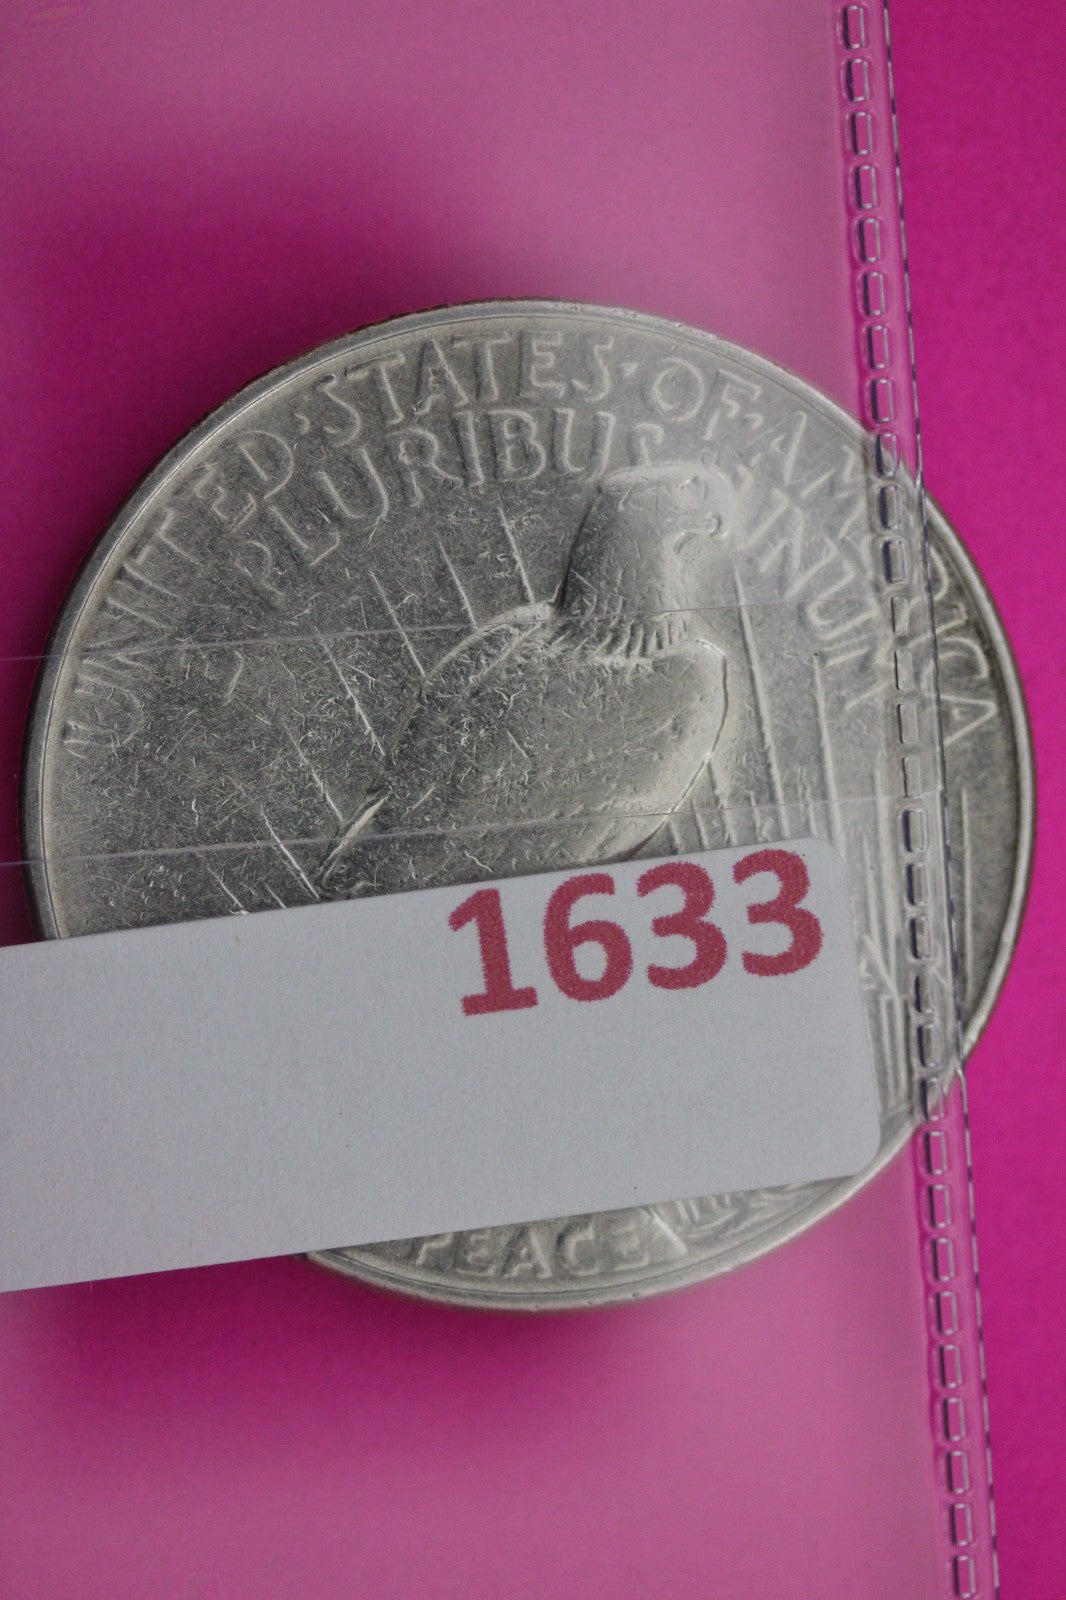 UNITED·STATES·OF·AMERICA
E PLURIBUS UNUM
1633
PEACE